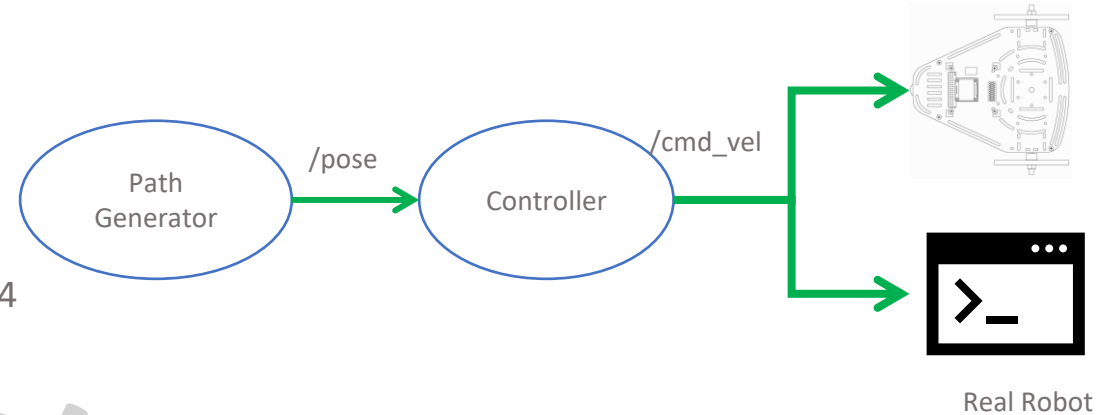 Path
Generator
/pose
Controller
/cmd_vel
4
>_
Real Robot